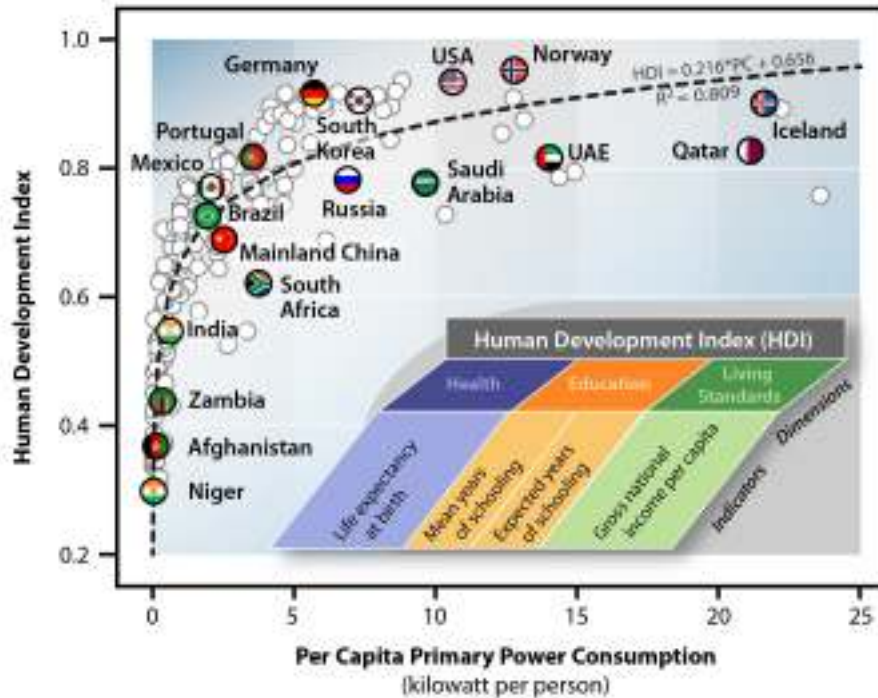 Human Development Index
1.0
0.8
0.6
0.4
0.2
Germany
USA
Norway
HDI = 0.216*PC + 0.656
R² = 0.809
Portugal
South
Korea
Iceland
Mexico
UAE
Qatar
Saudi
Arabia
Brazil
Russia
Mainland China
South
Africa
India
Zambia
Afghanistan
Niger
Human Development Index (HDI)
Health
Education
Living
Standards
Dimensions
Life expectancy
at birth
Mean years
of schooling
Expected years
of schooling
Gross national
income per capita
Indicators
0
5
10
15
20
25
Per Capita Primary Power Consumption
(kilowatt per person)